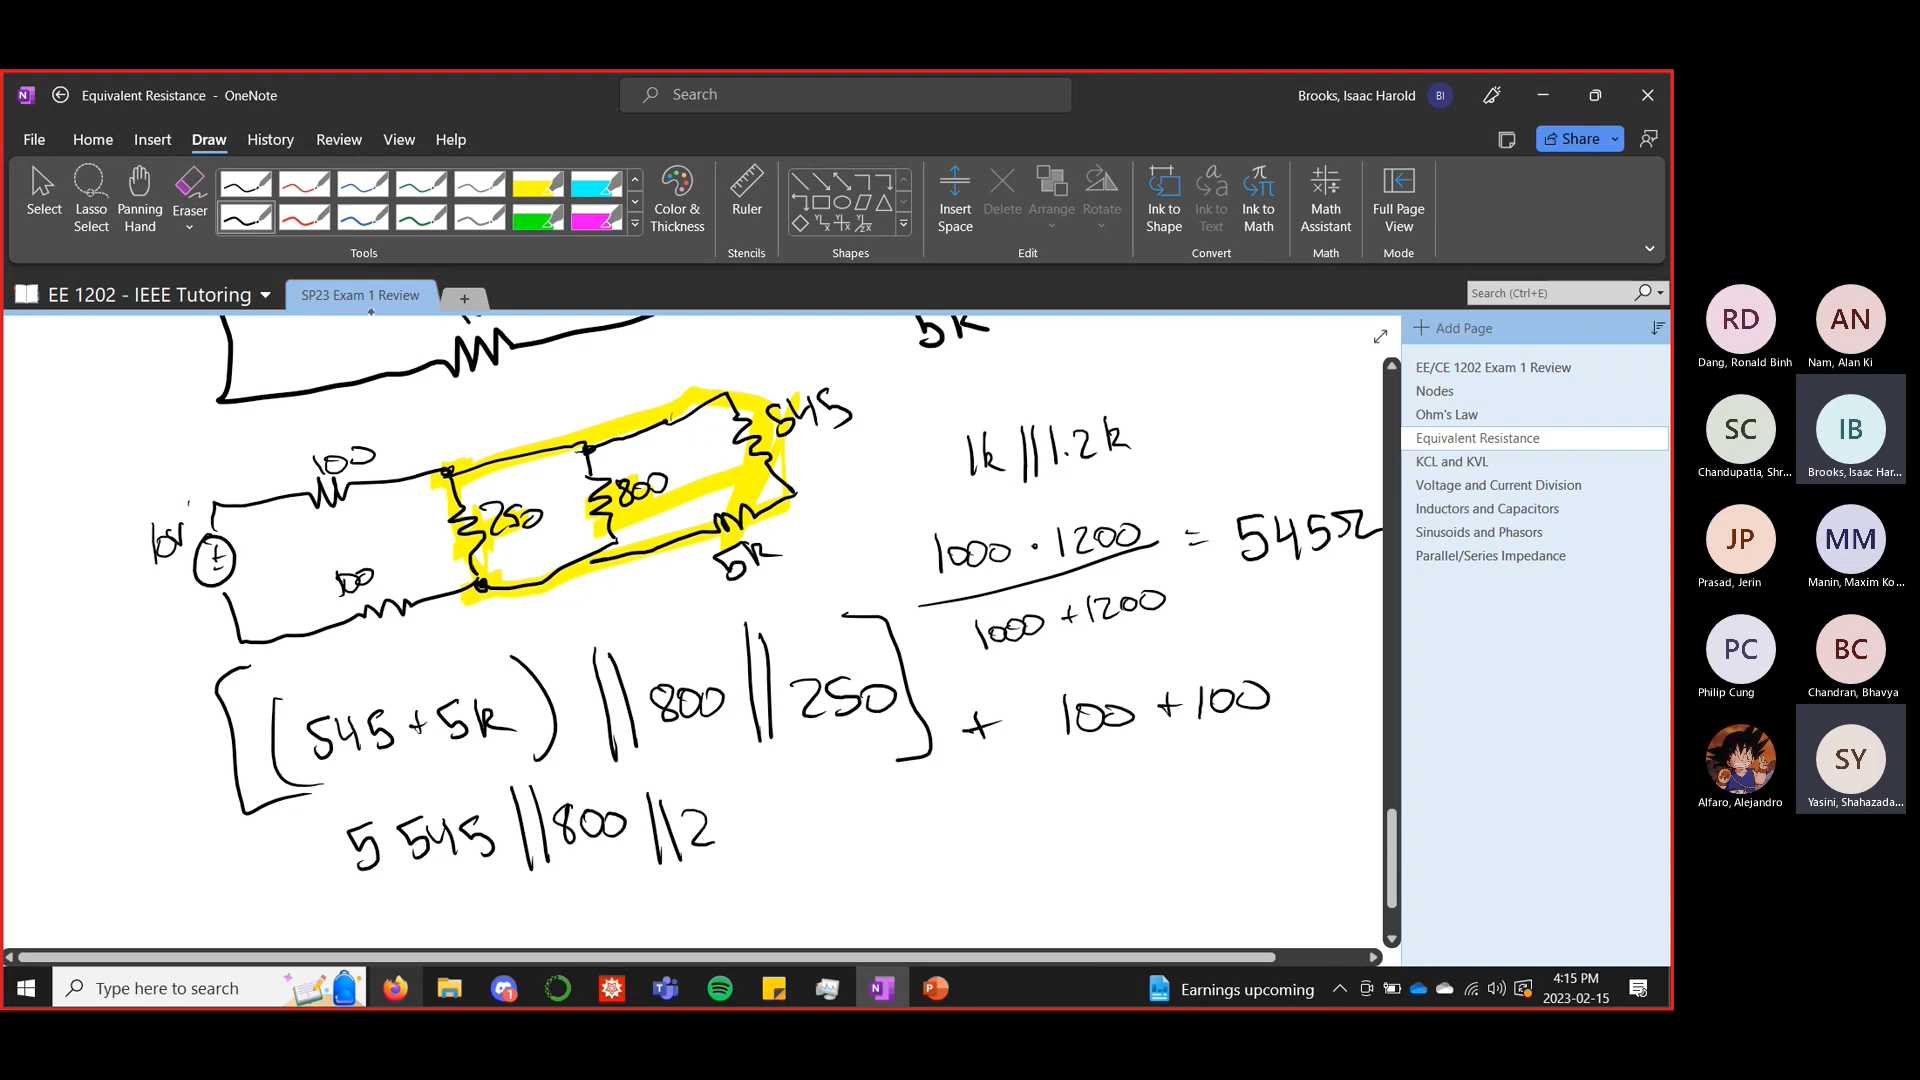 Equivalent Resistance - OneNote
Search
Brooks, Isaac Harold
BI
File Home Insert Draw History Review View Help
Share
Select
Lasso Select
Panning Hand
Eraser
Color & Thickness
Ruler
Insert Space
Delete
Arrange
Rotate
Ink to Shape
Ink to Text
Ink to Math
Math Assistant
Full Page View
Tools
Stencils
Shapes
Edit
Convert
Math
Mode
EE 1202 - IEEE Tutoring
SP23 Exam 1 Review
+
Search (Ctrl+E)
Add Page
EE/CE 1202 Exam 1 Review
Nodes
Ohm's Law
Equivalent Resistance
KCL and KVL
Voltage and Current Division
Inductors and Capacitors
Sinusoids and Phasors
Parallel/Series Impedance
5k
545
100
800
250
10V
100
5k
1k || 1.2k
1000 · 1200 = 545Ω
1000 + 1200
[(545 + 5k) || 800 || 250] + 100 + 100
5545 || 800 || 2
RD
Dang, Ronald Binh
AN
Nam, Alan Ki
SC
Chandupatla, Shr...
IB
Brooks, Isaac Har...
JP
Prasad, Jerin
MM
Manin, Maxim Ko...
PC
Philip Cung
BC
Chandran, Bhavya
Alfaro, Alejandro
SY
Yasini, Shahazada...
Type here to search
Earnings upcoming
4:15 PM
2023-02-15